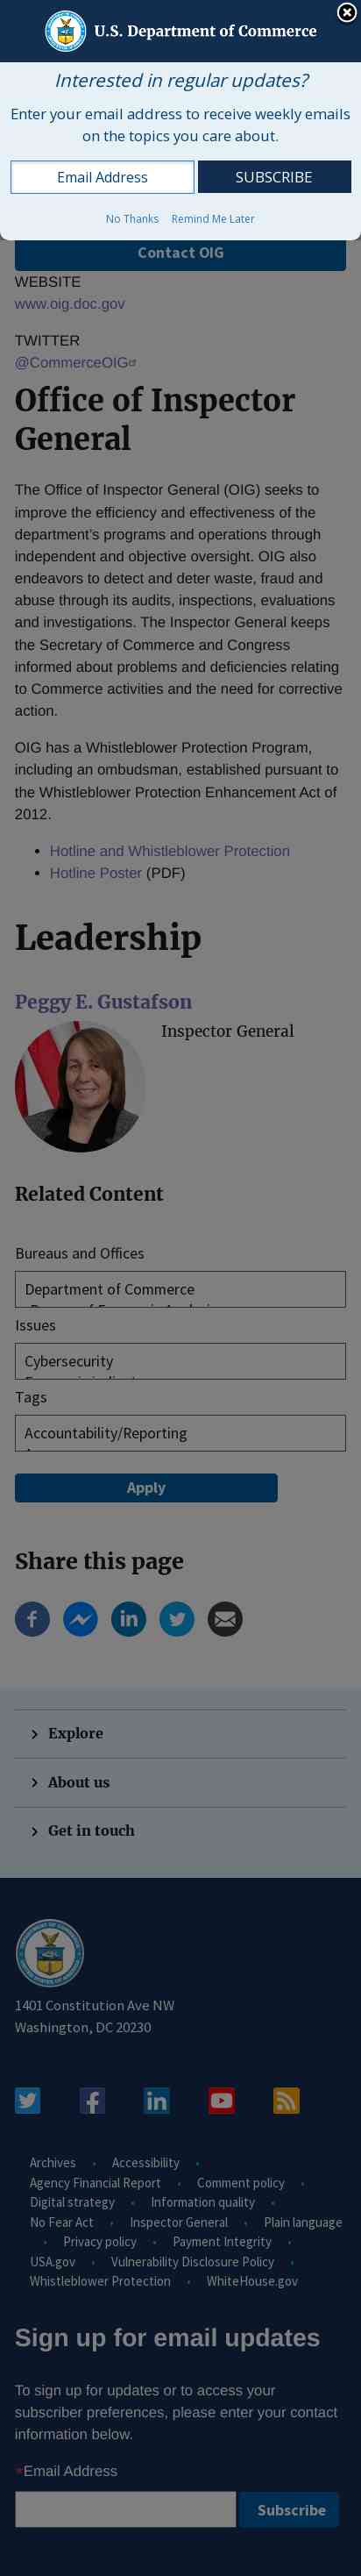 U.S. Department of Commerce
Interested in regular updates?
Enter your email address to receive weekly emails
on the topics you care about.
Email Address SUBSCRIBE
No Thanks Remind Me Later
Contact OIG
WEBSITE
www.oig.doc.gov
TWITTER
@CommerceOIG
Office of Inspector
General
The Office of Inspector General (OIG) seeks to
improve the efficiency and effectiveness of the
department's programs and operations through
independent and objective oversight. OIG also
endeavors to detect and deter waste, fraud and
abuse through its audits, inspections, evaluations
and investigations. The Inspector General keeps
the Secretary of Commerce and Congress
informed about problems and deficiencies relating
to Commerce activities and the need for corrective
action.
OIG has a Whistleblower Protection Program,
including an ombudsman, established pursuant to
the Whistleblower Protection Enhancement Act of
2012.
• Hotline and Whistleblower Protection
• Hotline Poster (PDF)
Leadership
Peggy E. Gustafson
Inspector General
Related Content
Bureaus and Offices
Department of Commerce
Issues
Cybersecurity
Tags
Accountability/Reporting
Apply
Share this page
Explore
About us
Get in touch
1401 Constitution Ave NW
Washington, DC 20230
Archives • Accessibility •
Agency Financial Report • Comment policy •
Digital strategy • Information quality •
No Fear Act • Inspector General • Plain language
• Privacy policy • Payment Integrity •
USA.gov • Vulnerability Disclosure Policy •
Whistleblower Protection • WhiteHouse.gov
Sign up for email updates
To sign up for updates or to access your
subscriber preferences, please enter your contact
information below.
*Email Address
Subscribe